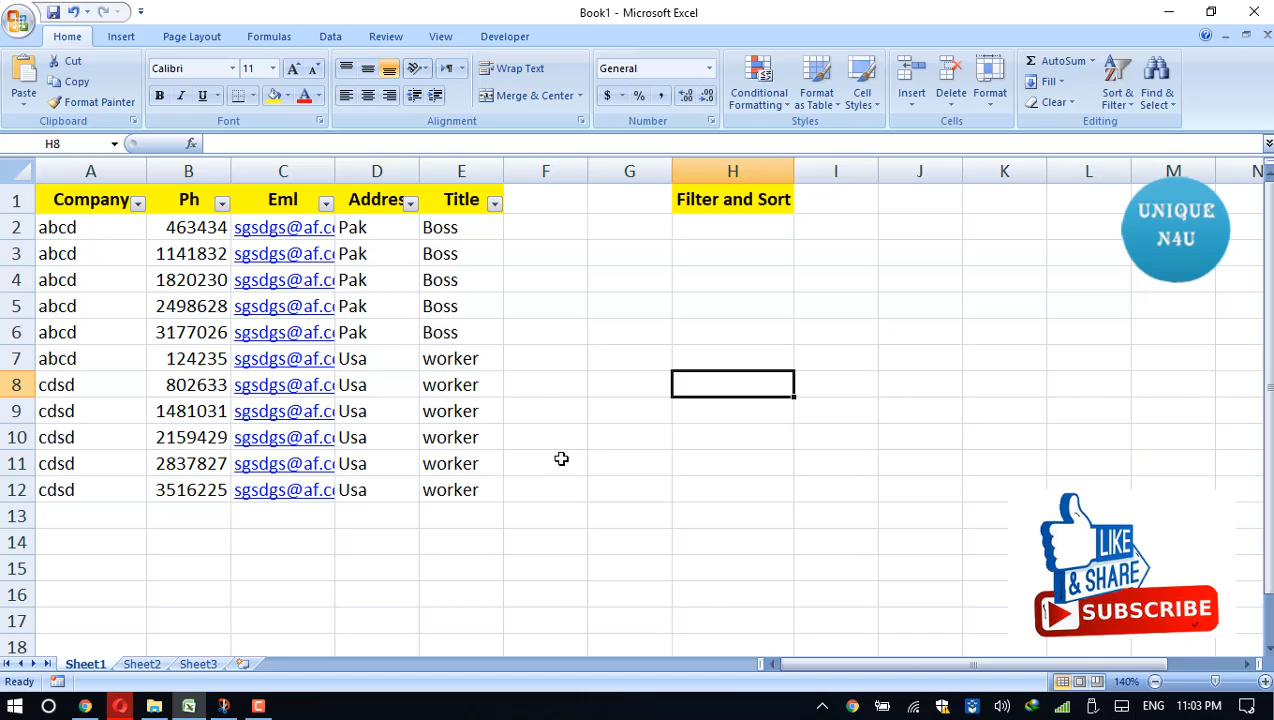 Book1 - Microsoft Excel
Home Insert Page Layout Formulas Data Review View Developer
Paste Cut Copy Format Painter Clipboard
Calibri 11 A A B I U A Font
Wrap Text Merge & Center Alignment
General $ % , .0 .00 .00 .0 Number
Conditional Formatting Format as Table Cell Styles Styles
Insert Delete Format Cells
Σ AutoSum Fill Clear Sort & Filter Find & Select Editing
H8 fx
A B C D E F G H I J K L M N
1 Company Ph Eml Addres Title Filter and Sort
2 abcd 463434 sgsdgs@af.c Pak Boss
3 abcd 1141832 sgsdgs@af.c Pak Boss
4 abcd 1820230 sgsdgs@af.c Pak Boss
5 abcd 2498628 sgsdgs@af.c Pak Boss
6 abcd 3177026 sgsdgs@af.c Pak Boss
7 abcd 124235 sgsdgs@af.c Usa worker
8 cdsd 802633 sgsdgs@af.c Usa worker
9 cdsd 1481031 sgsdgs@af.c Usa worker
10 cdsd 2159429 sgsdgs@af.c Usa worker
11 cdsd 2837827 sgsdgs@af.c Usa worker
12 cdsd 3516225 sgsdgs@af.c Usa worker
13
14
15
16
17
18
UNIQUE
N4U
LIKE
& SHARE
SUBSCRIBE
Sheet1 Sheet2 Sheet3
Ready 140%
ENG 11:03 PM